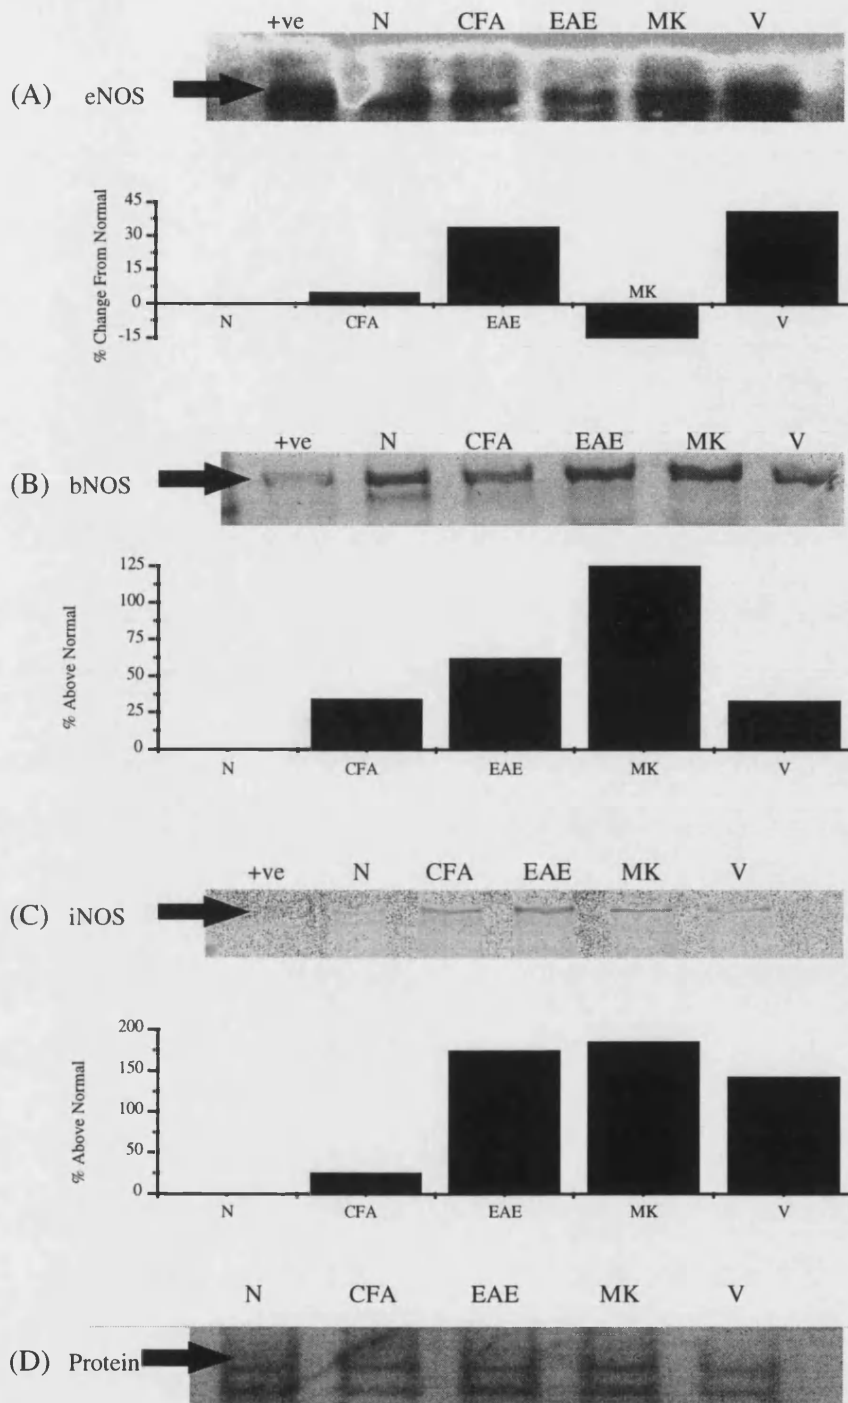 +ve N CFA EAE MK V
(A) eNOS
% Change From Normal
45
30
15
0
-15
N CFA EAE MK V
(B) bNOS
+ve N CFA EAE MK V
% Above Normal
125
100
75
50
25
0
N CFA EAE MK V
+ve N CFA EAE MK V
(C) iNOS
% Above Normal
200
150
100
50
0
N CFA EAE MK V
N CFA EAE MK V
(D) Protein